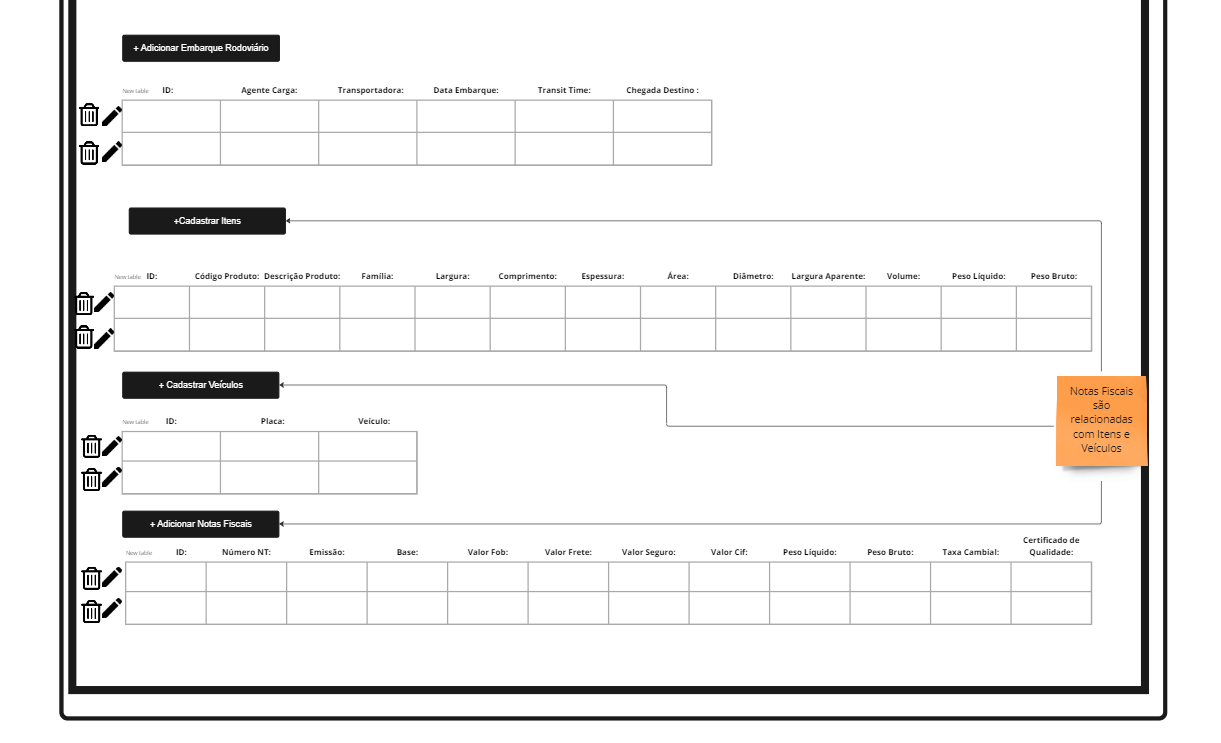 + Adicionar Embarque Rodoviário
New table ID: Agente Carga: Transportadora: Data Embarque: Transit Time: Chegada Destino :
+Cadastrar Itens
New table ID: Código Produto: Descrição Produto: Família: Largura: Comprimento: Espessura: Área: Diâmetro: Largura Aparente: Volume: Peso Líquido: Peso Bruto:
+ Cadastrar Veículos
Notas Fiscais
são
relacionadas
com Itens e
Veículos
New table ID: Placa: Veículo:
+ Adicionar Notas Fiscais
New table ID: Número NT: Emissão: Base: Valor Fob: Valor Frete: Valor Seguro: Valor Cif: Peso Líquido: Peso Bruto: Taxa Cambial: Certificado de
Qualidade: